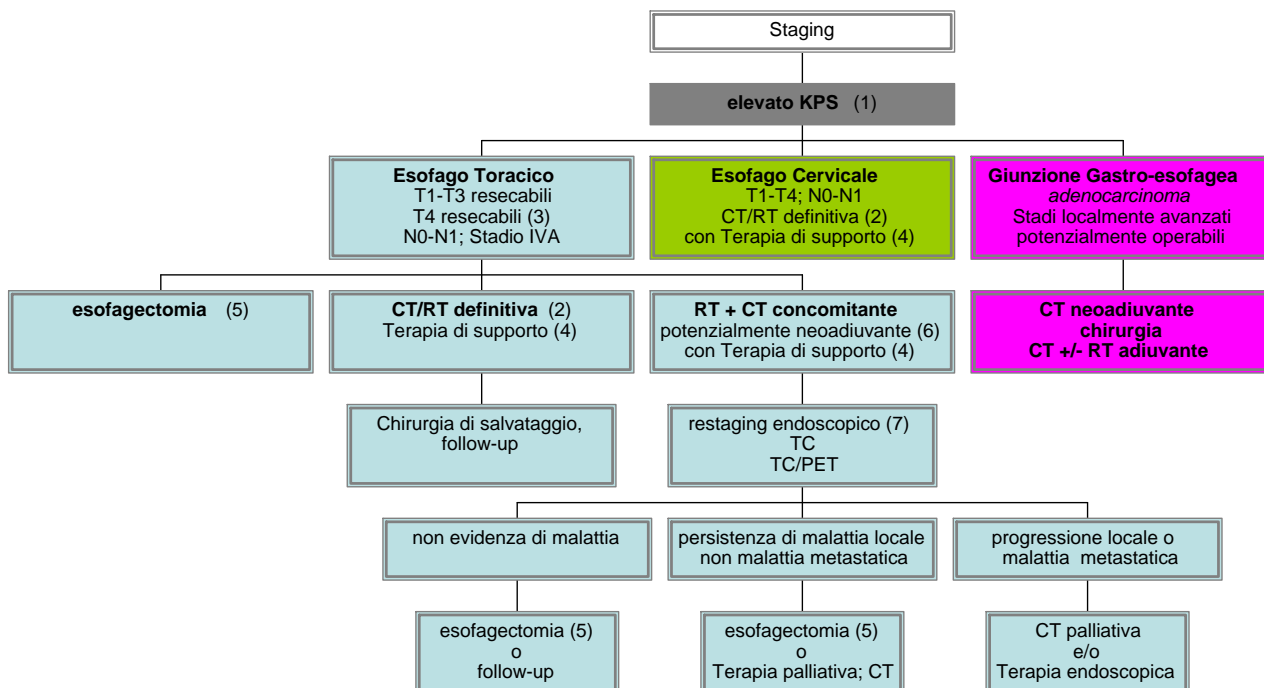 Staging
elevato KPS (1)
Esofago Toracico
T1-T3 resecabili
T4 resecabili (3)
N0-N1; Stadio IVA
Esofago Cervicale
T1-T4; N0-N1
CT/RT definitiva (2)
con Terapia di supporto (4)
Giunzione Gastro-esofagea
adenocarcinoma
Stadi localmente avanzati
potenzialmente operabili
esofagectomia (5)
CT/RT definitiva (2)
Terapia di supporto (4)
RT + CT concomitante
potenzialmente neoadiuvante (6)
con Terapia di supporto (4)
CT neoadiuvante
chirurgia
CT +/- RT adiuvante
Chirurgia di salvataggio,
follow-up
restaging endoscopico (7)
TC
TC/PET
non evidenza di malattia
persistenza di malattia locale
non malattia metastatica
progressione locale o
malattia metastatica
esofagectomia (5)
o
follow-up
esofagectomia (5)
o
Terapia palliativa; CT
CT palliativa
e/o
Terapia endoscopica